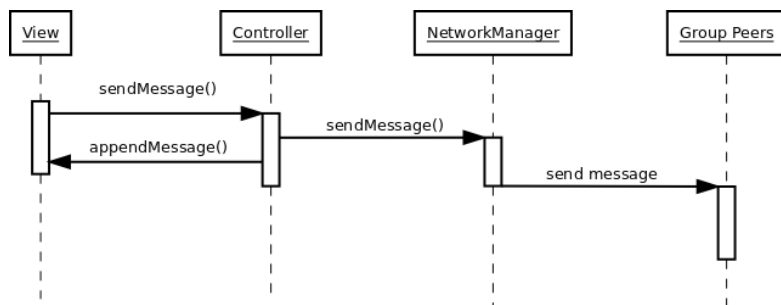 View
Controller
NetworkManager
Group Peers
sendMessage()
sendMessage()
appendMessage()
send message